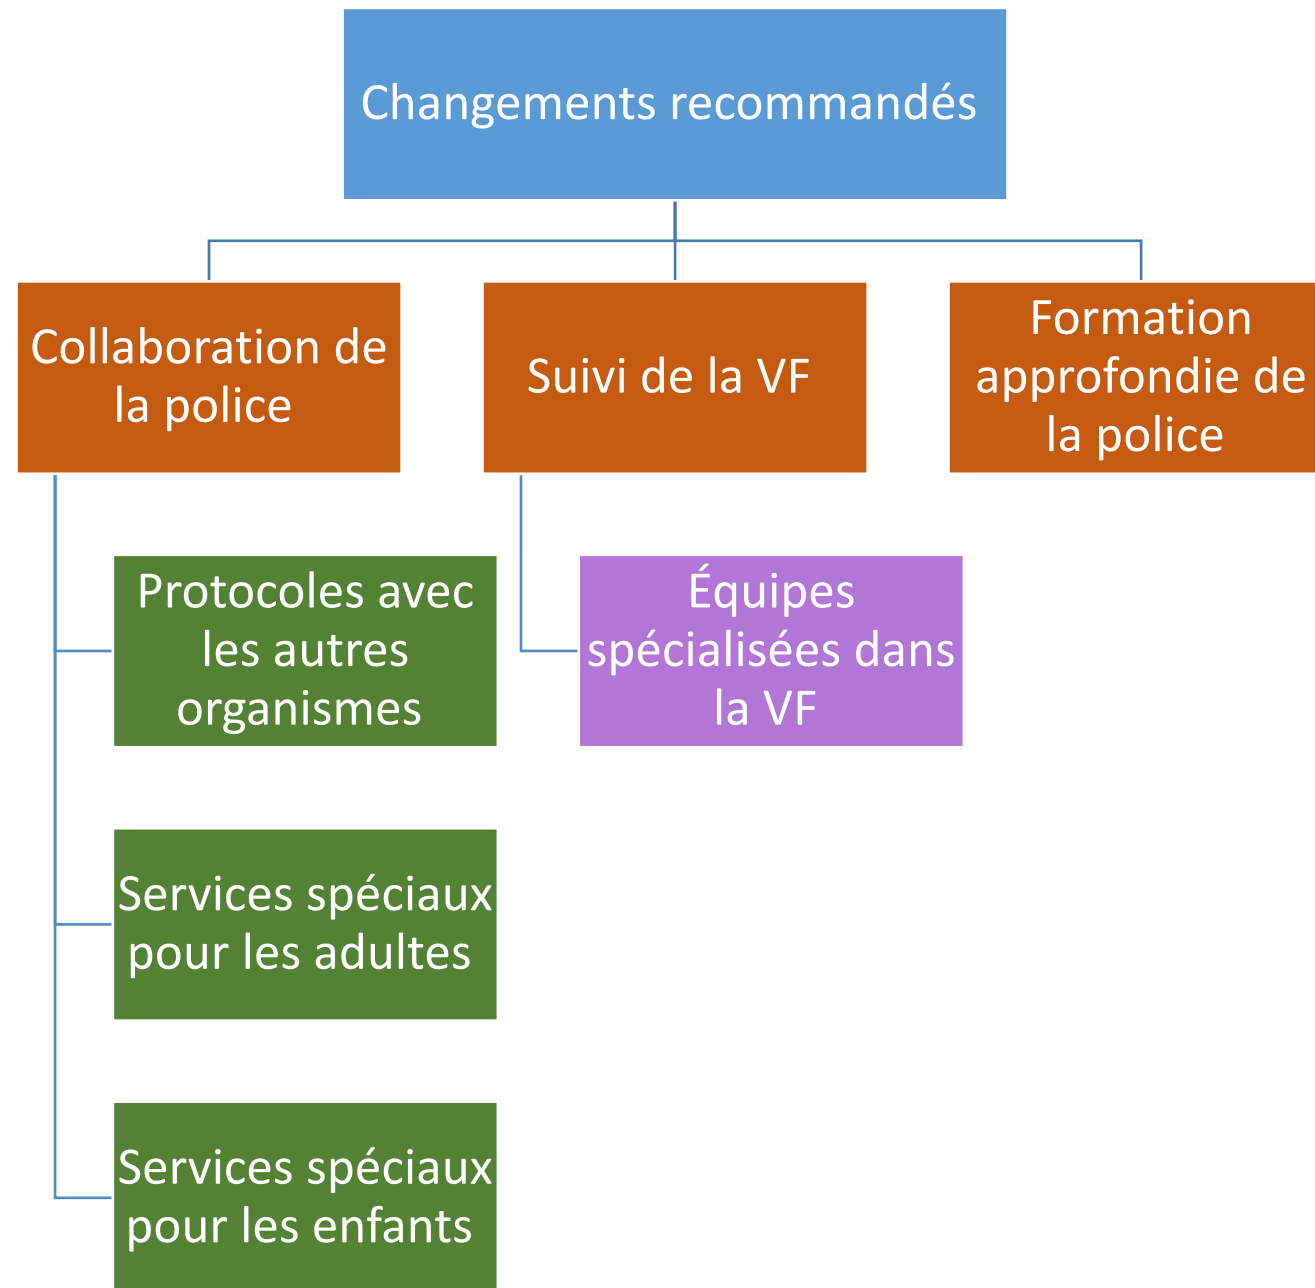 Changements recommandés
Collaboration de
la police
Suivi de la VF
Formation
approfondie de
la police
Protocoles avec
les autres
organismes
Équipes
spécialisées dans
la VF
Services spéciaux
pour les adultes
Services spéciaux
pour les enfants